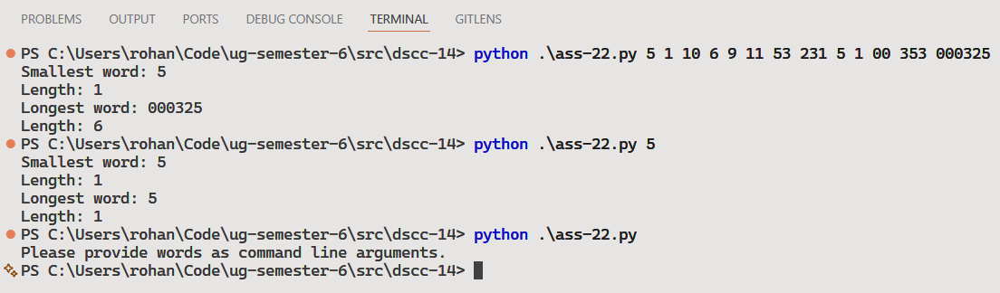 PROBLEMS OUTPUT PORTS DEBUG CONSOLE TERMINAL GITLENS
PS C:\Users\rohan\Code\ug-semester-6\src\dscc-14> python .\ass-22.py 5 1 10 6 9 11 53 231 5 1 00 353 000325
Smallest word: 5
Length: 1
Longest word: 000325
Length: 6
PS C:\Users\rohan\Code\ug-semester-6\src\dscc-14> python .\ass-22.py 5
Smallest word: 5
Length: 1
Longest word: 5
Length: 1
PS C:\Users\rohan\Code\ug-semester-6\src\dscc-14> python .\ass-22.py
Please provide words as command line arguments.
PS C:\Users\rohan\Code\ug-semester-6\src\dscc-14>